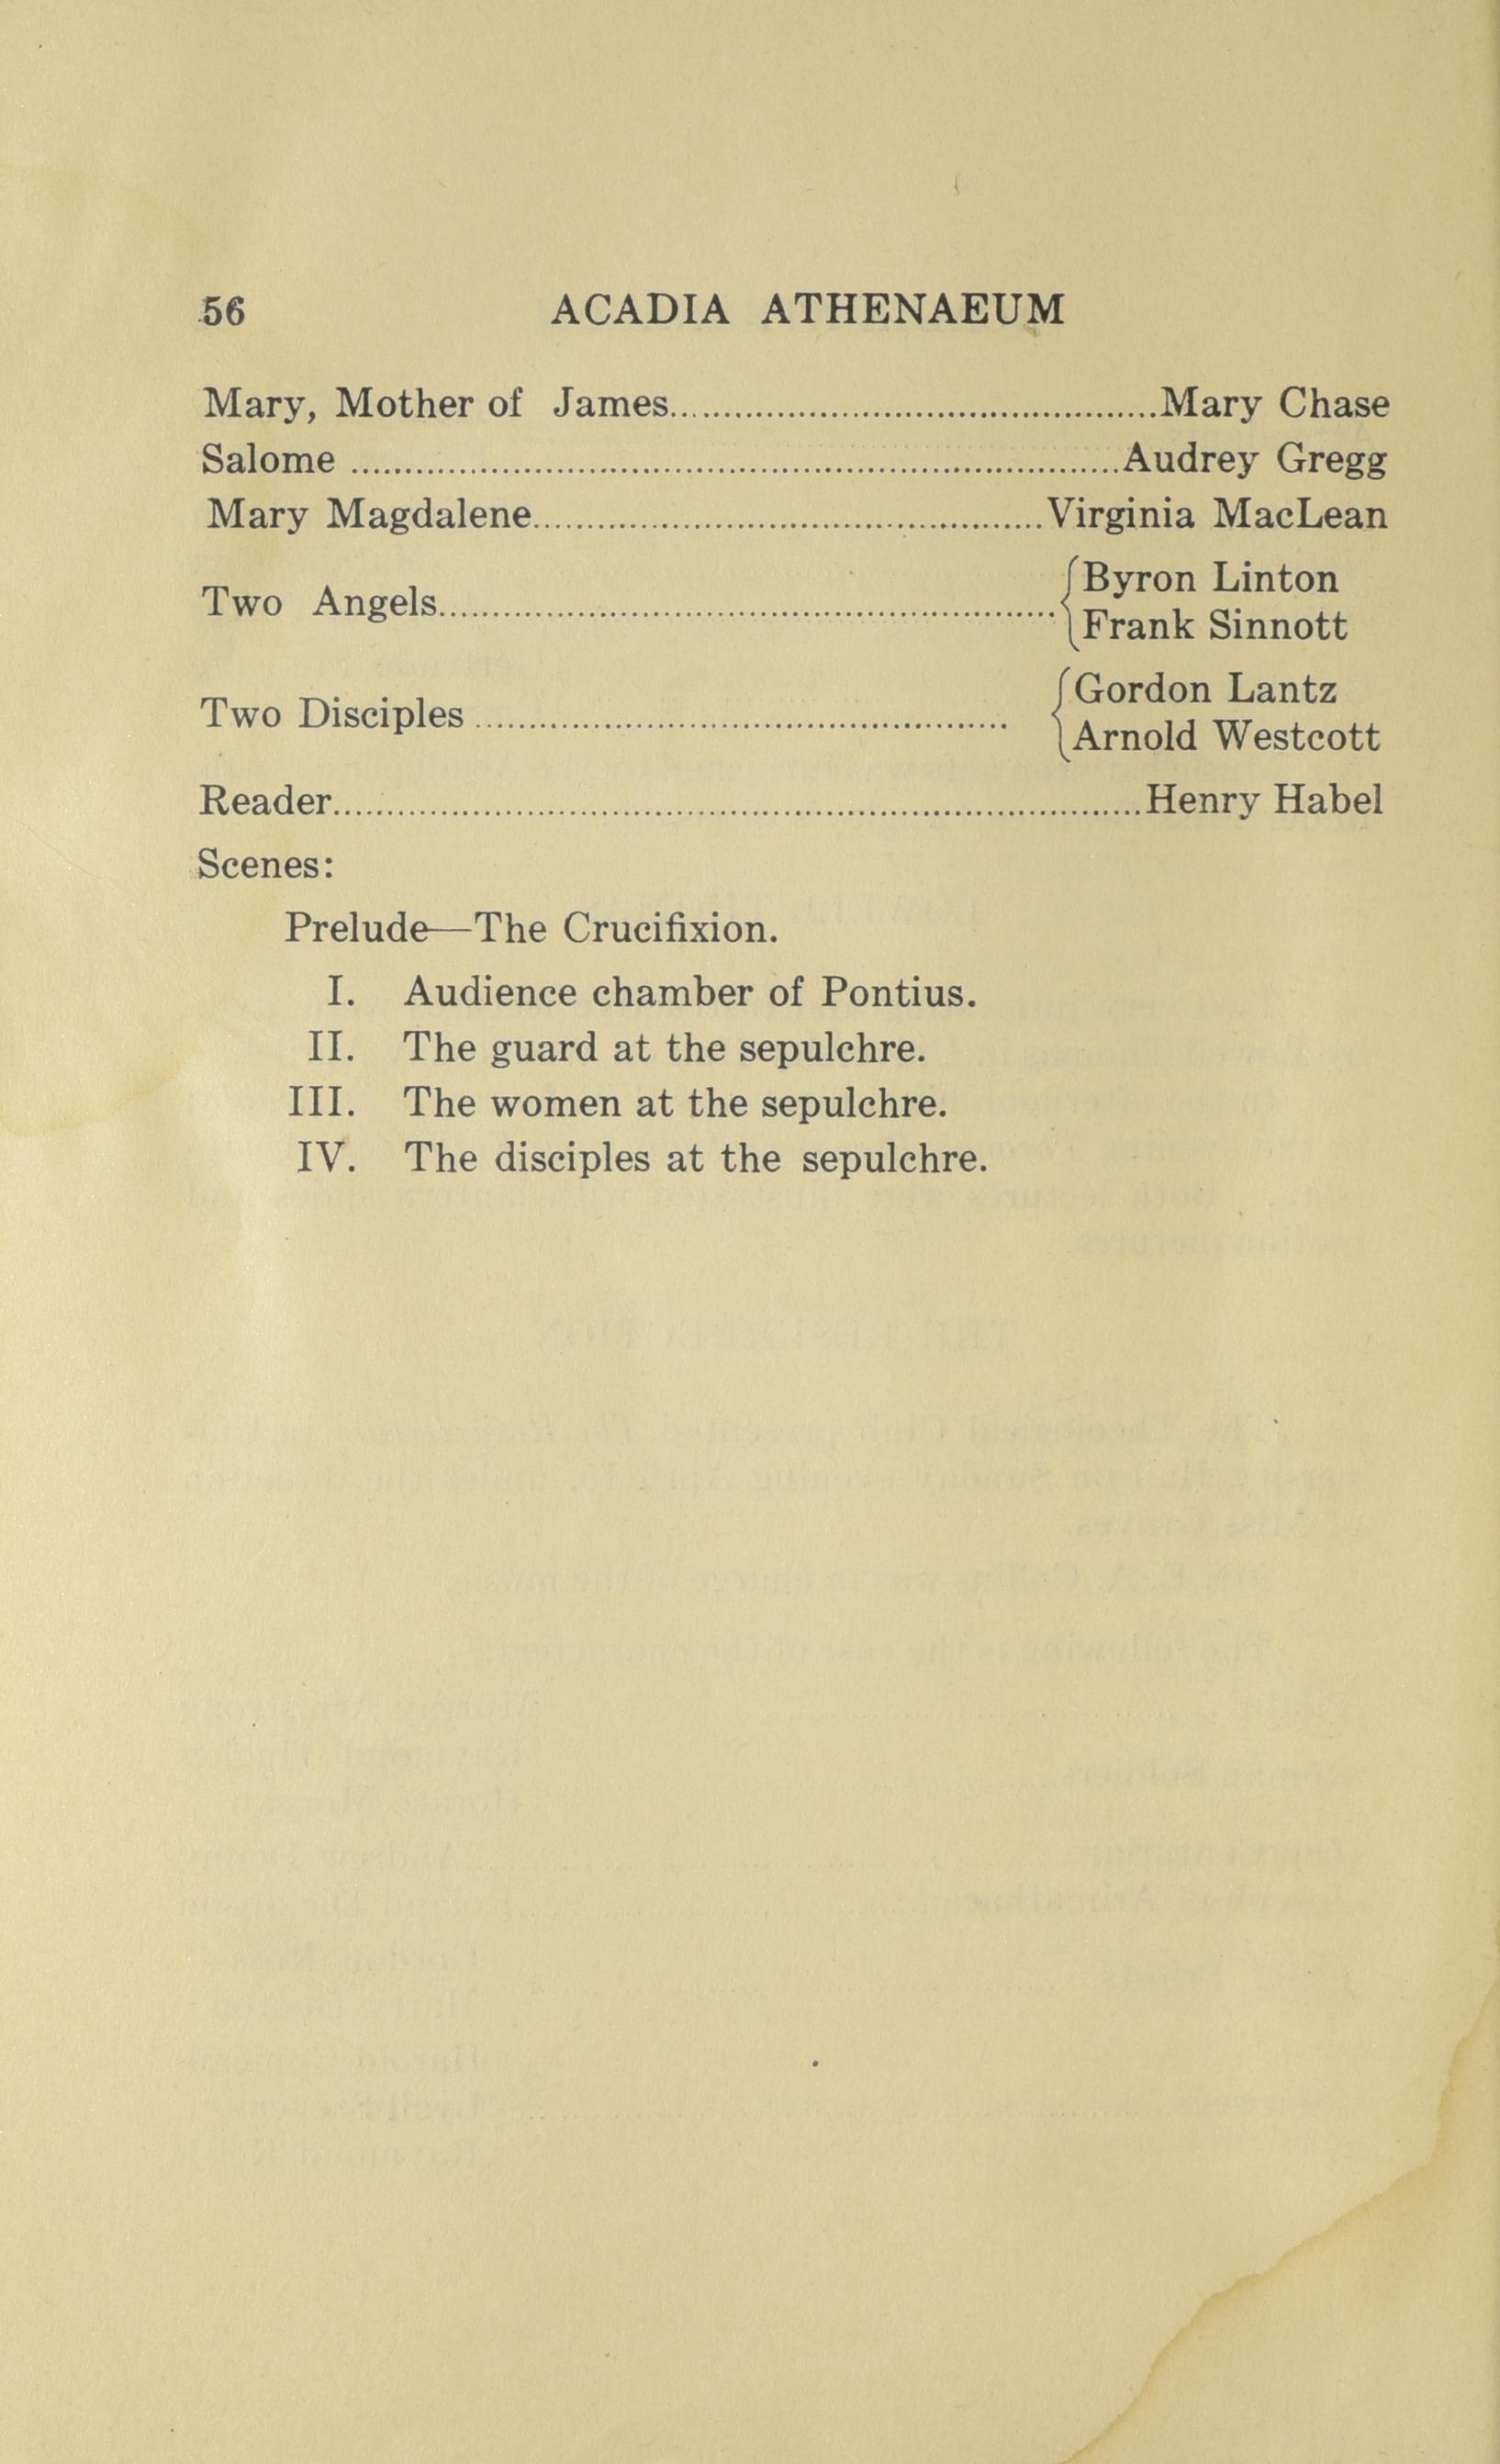 56 ACADIA ATHENAEUM
Mary, Mother of James................................................Mary Chase
Salome ................................................Audrey Gregg
Mary Magdalene................................................Virginia MacLean
Two Angels................................................{Byron Linton
Frank Sinnott
Two Disciples................................................{Gordon Lantz
Arnold Westcott
Reader................................................Henry Habel
Scenes:
Prelude—The Crucifixion.
I. Audience chamber of Pontius.
II. The guard at the sepulchre.
III. The women at the sepulchre.
IV. The disciples at the sepulchre.